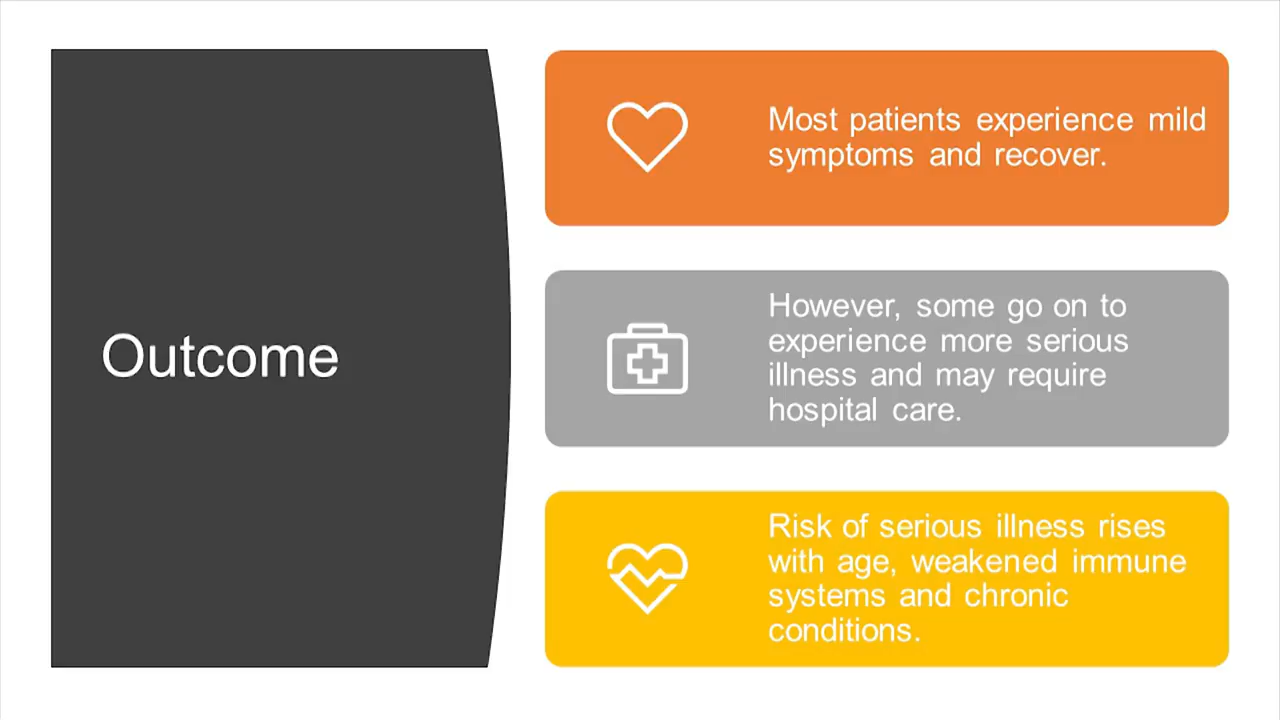 Outcome
Most patients experience mild
symptoms and recover.
However, some go on to
experience more serious
illness and may require
hospital care.
Risk of serious illness rises
with age, weakened immune
systems and chronic
conditions.